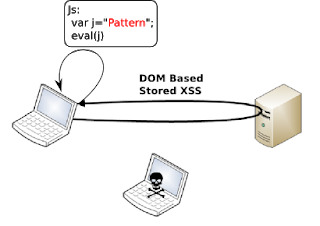 Js:
var j="Pattern";
eval(j)
DOM Based
Stored XSS